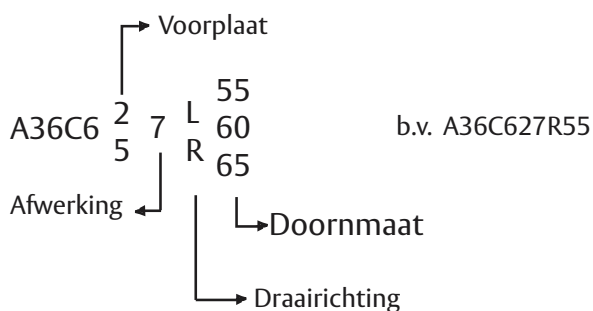 Voorplaat
A36C6 2 5 7 L R 55 60 65
b.v. A36C627R55
Afwerking
Doornmaat
Draairichting